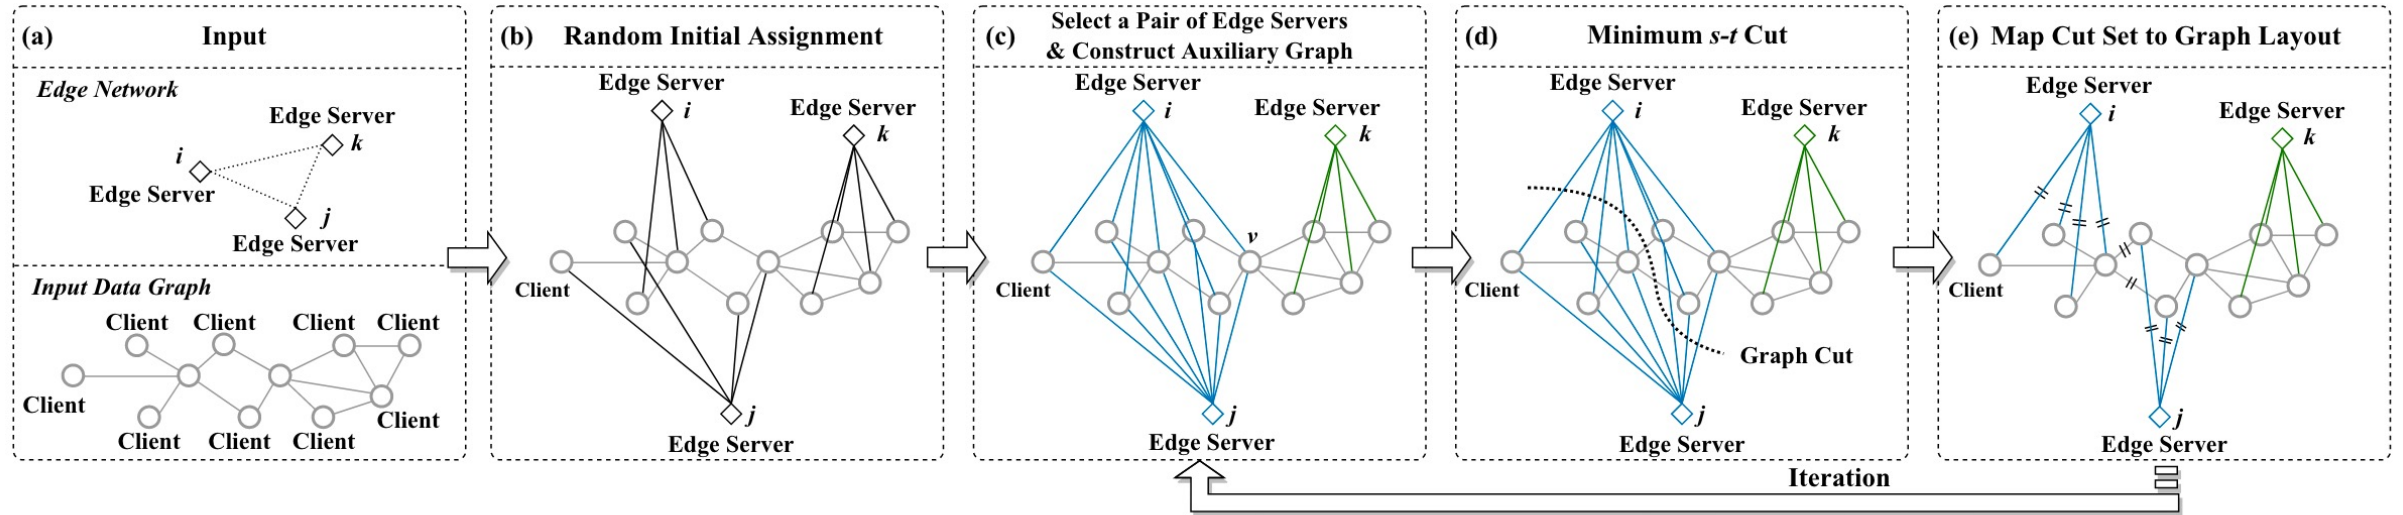 (a) Input
Edge Network
Edge Server
k
i
Edge Server
j
Edge Server
Input Data Graph
Client Client Client Client
Client
Client
Client Client Client
(b) Random Initial Assignment
Edge Server
i
Edge Server
k
Client
j
Edge Server
(c) Select a Pair of Edge Servers
& Construct Auxiliary Graph
Edge Server
i
Edge Server
k
v
Client
j
Edge Server
(d) Minimum s-t Cut
Edge Server
i
Edge Server
k
Client
Graph Cut
j
Edge Server
(e) Map Cut Set to Graph Layout
Edge Server
i
Edge Server
k
Client
j
Edge Server
Iteration